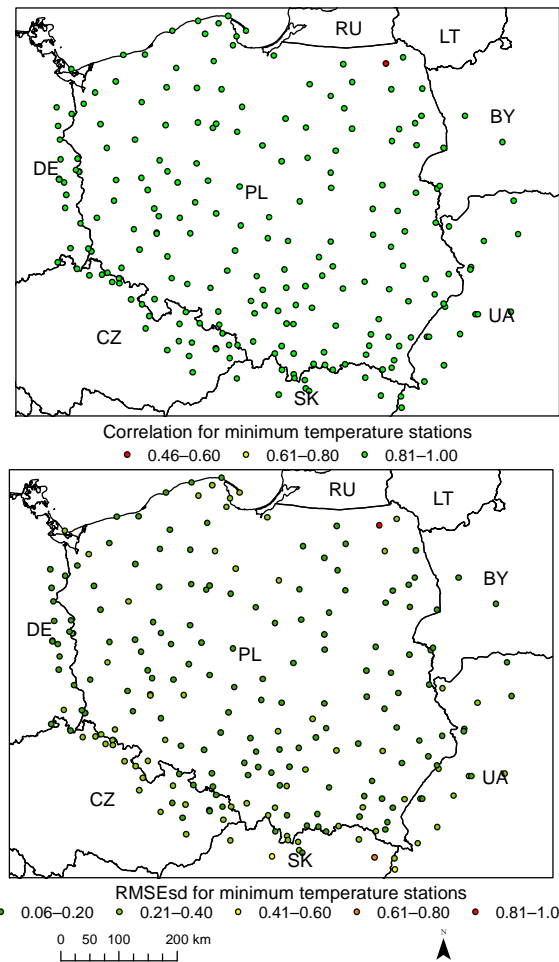 RU
LT
BY
DE
PL
UA
CZ
SK
Correlation for minimum temperature stations
0.46–0.60 0.61–0.80 0.81–1.00
RU
LT
BY
DE
PL
UA
CZ
SK
RMSEsd for minimum temperature stations
0.06–0.20 0.21–0.40 0.41–0.60 0.61–0.80 0.81–1.0
N
0 50 100 200 km